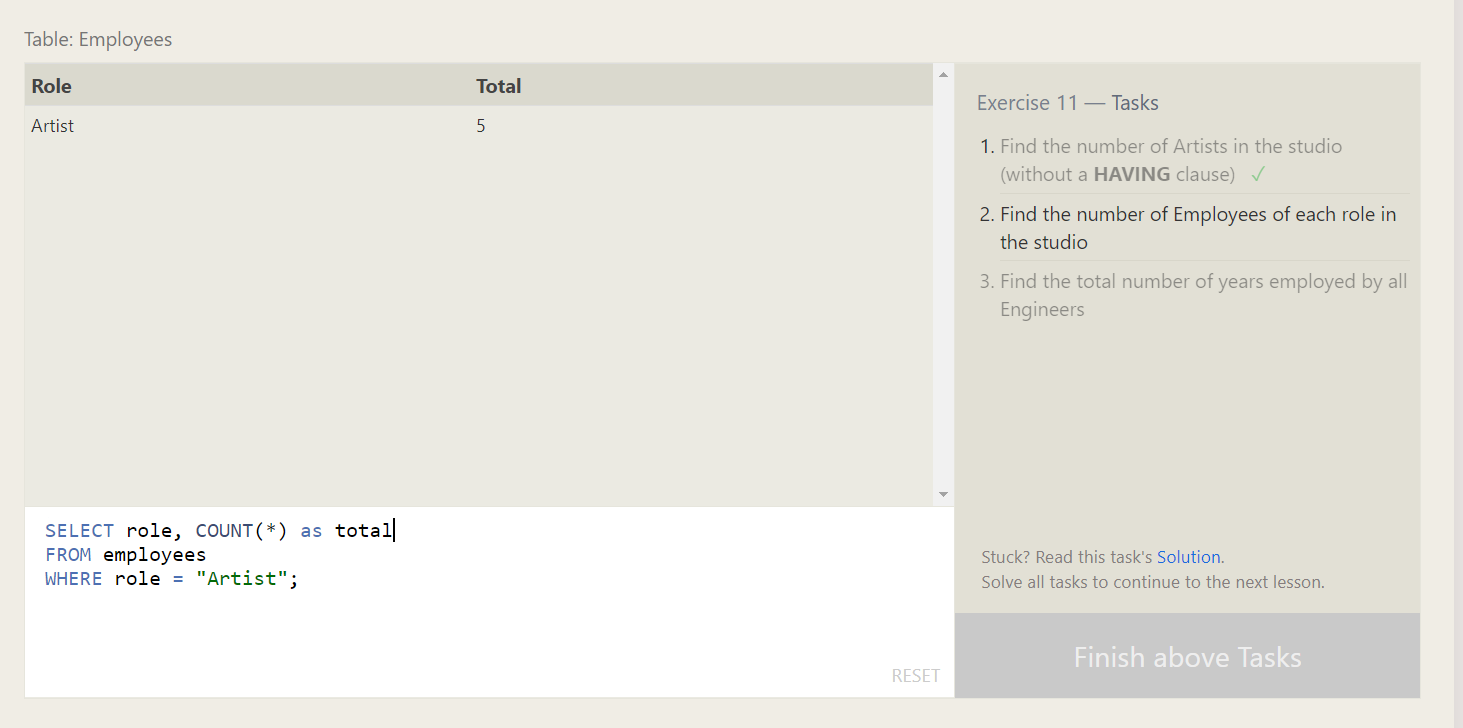 Table: Employees
Role Total
Artist 5
SELECT role, COUNT(*) as total
FROM employees
WHERE role = "Artist";
RESET
Exercise 11 — Tasks
1. Find the number of Artists in the studio
(without a HAVING clause) ✓
2. Find the number of Employees of each role in
the studio
3. Find the total number of years employed by all
Engineers
Stuck? Read this task's Solution.
Solve all tasks to continue to the next lesson.
Finish above Tasks